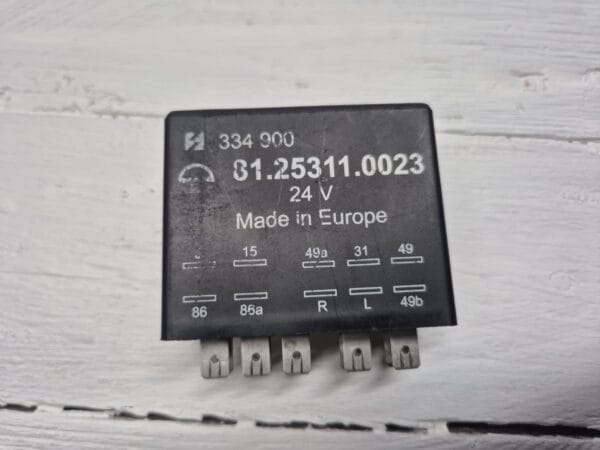 334 900
81.25311.0023
24 V
Made in Europe
15 49a 31 49
86 86a R L 49b